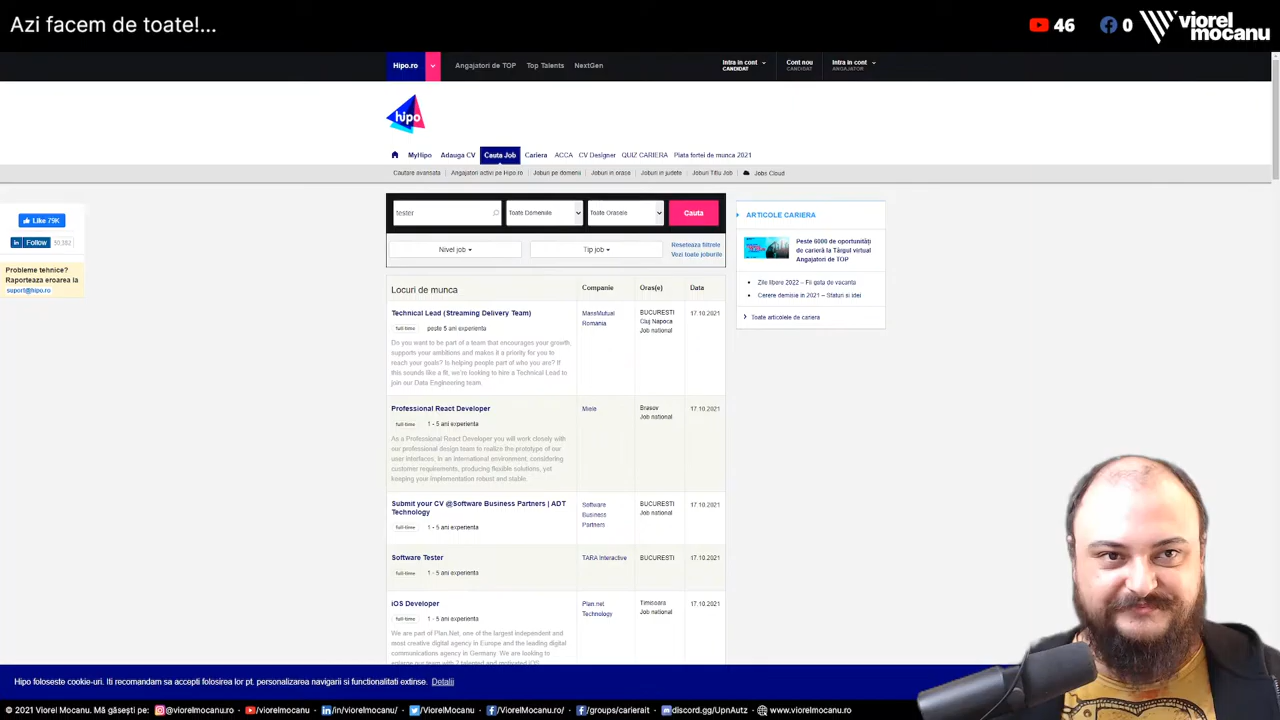 Azi facem de toate!...
46
0
viorel
mocanu
Hipo.ro
Angajatori de TOP
Top Talents
NextGen
Intra in cont
CANDIDAT
Cont nou
CANDIDAT
Intra in cont
ANGAJATOR
hipo
MyHipo
Adauga CV
Cauta Job
Cariera
ACCA
CV Designer
QUIZ CARIERA
Plata fortei de munca 2021
Cautare avansata
Angajatori activi pe Hipo.ro
Joburi pe domenii
Joburi in orase
Joburi in judete
Joburi Titlu Job
Jobs Cloud
Like 79K
in Follow 30,382
Probleme tehnice?
Raporteaza eroarea la
suport@hipo.ro
tester
Toate Domeniile
Toate Orasele
Cauta
Nivel job
Tip job
Reseteaza filtrele
Vezi toate joburile
Locuri de munca
Companie
Oras(e)
Data
Technical Lead (Streaming Delivery Team)
full-time
peste 5 ani experienta
Do you want to be part of a team that encourages your growth,
supports your ambitions and makes it a priority for you to
reach your goals? Is helping people part of who you are? If
this sounds like a fit, we're looking to hire a Technical Lead to
join our Data Engineering team.
MassMutual
Romania
BUCURESTI
Cluj Napoca
Job national
17.10.2021
Professional React Developer
full-time
1 - 5 ani experienta
As a Professional React Developer you will work closely with
our professional design team to realize the prototype of our
user interfaces. In an international environment, considering
customer requirements, producing flexible solutions, yet
keeping your implementation robust and stable.
Miele
Brasov
Job national
17.10.2021
Submit your CV @Software Business Partners | ADT
Technology
full-time
1 - 5 ani experienta
Software
Business
Partners
BUCURESTI
Job national
17.10.2021
Software Tester
full-time
1 - 5 ani experienta
TARA Interactive
BUCURESTI
17.10.2021
iOS Developer
full-time
1 - 5 ani experienta
We are part of Plan.Net, one of the largest independent and
most creative digital agency in Europe and the leading digital
communications agency in Germany. We are looking to
enlarge our team with 2 talented and motivated iOS
Plan.net
Technology
Timisoara
Job national
17.10.2021
ARTICOLE CARIERA
Peste 6000 de oportunități
de carieră la Târgul virtual
Angajatori de TOP
Zile libere 2022 – Fii gata de vacanta
Cerere demisie in 2021 – Sfaturi si idei
Toate articolele de cariera
Hipo foloseste cookie-uri. Iti recomandam sa accepti folosirea lor pt. personalizarea navigarii si functionalitati extinse. Detalii
© 2021 Viorel Mocanu. Mă găsești pe: @viorelmocanu.ro · /viorelmocanu · in/viorelmocanu/ · /ViorelMocanu · /ViorelMocanu.ro/ · /groups/carierait · discord.gg/UpnAutz · www.viorelmocanu.ro